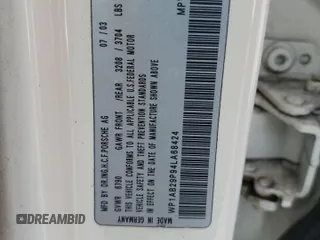 MFD BY DR.ING.H.C.F.PORSCHE AG 07/03
GVWR 6790 GAWR FRONT /REAR 3208 / 3704 LBS
THIS VEHICLE CONFORMS TO ALL APPLICABLE U.S.FEDERAL MOTOR
VEHICLE SAFETY AND THEFT PREVENTION STANDARDS IN EFFECT
ON THE DATE OF MANUFACTURE SHOWN ABOVE
WP1AB29P94LA68424 MP
MADE IN GERMANY
DREAMBID